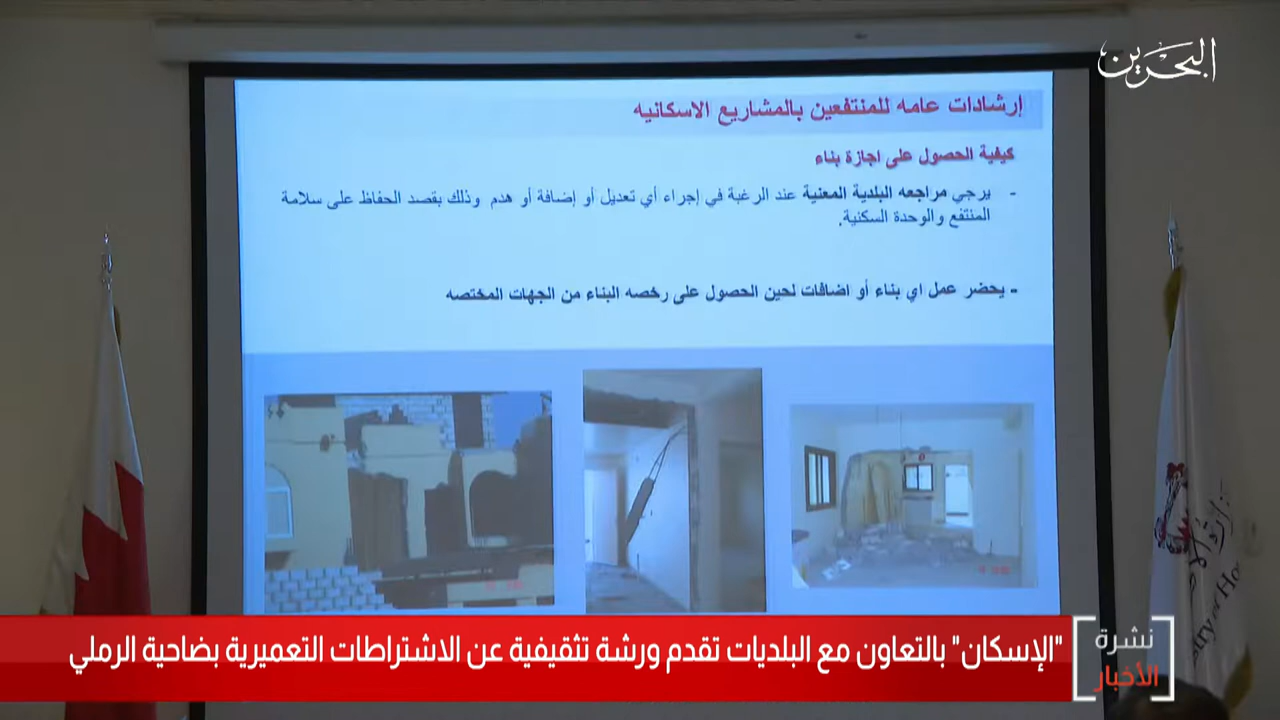 البحرين
إرشادات عامه للمنتفعين بالمشاريع الاسكانيه
كيفية الحصول على اجازة بناء
- يرجي مراجعه البلدية المعنية عند الرغبة في إجراء أي تعديل أو إضافة أو هدم وذلك بقصد الحفاظ على سلامة
المنتفع والوحدة السكنية.
- يحضر عمل اي بناء أو اضافات لحين الحصول على رخصه البناء من الجهات المختصه
"الإسكان" بالتعاون مع البلديات تقدم ورشة تثقيفية عن الاشتراطات التعميرية بضاحية الرملي
نشرة
الأخبار